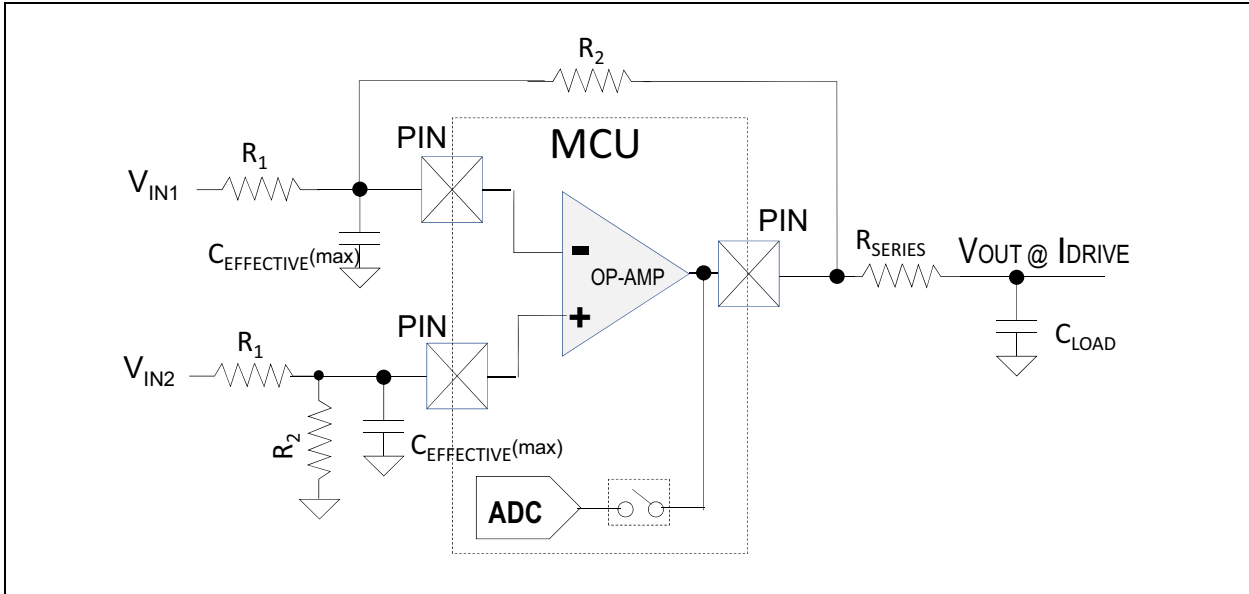 R2
PIN
MCU
R1
VIN1
CEFFECTIVE(max)
-
OP-AMP
+
PIN
RSERIES
VOUT @ IDRIVE
CLOAD
PIN
R1
VIN2
R2
CEFFECTIVE(max)
ADC